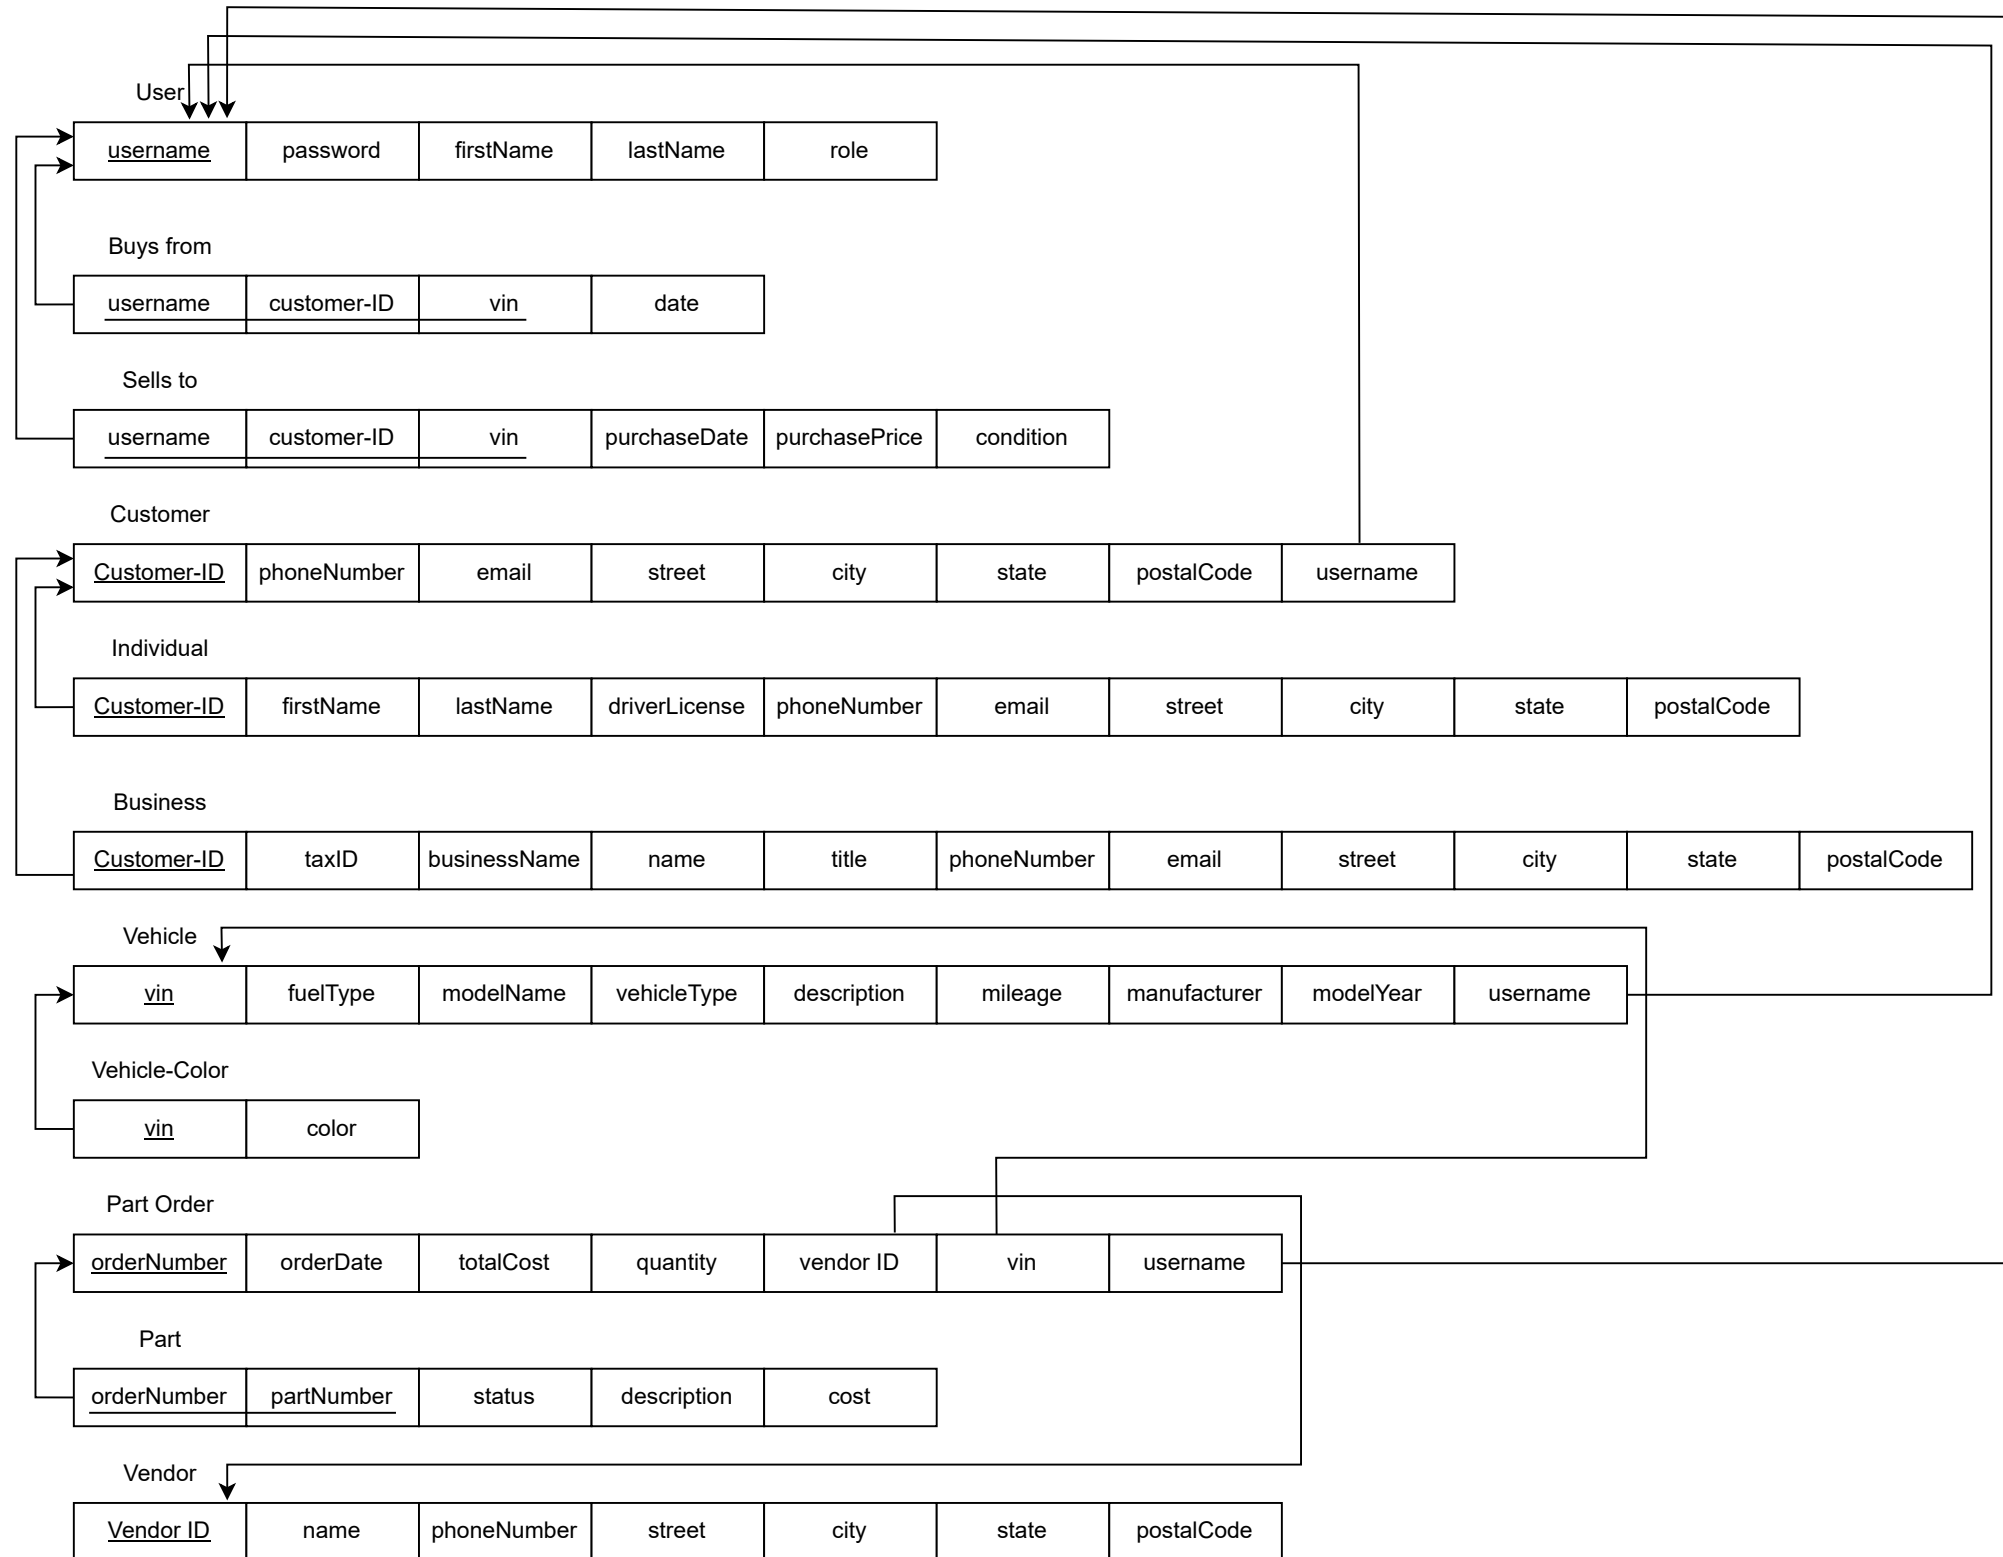 User
username password firstName lastName role
Buys from
username customer-ID vin date
Sells to
username customer-ID vin purchaseDate purchasePrice condition
Customer
Customer-ID phoneNumber email street city state postalCode username
Individual
Customer-ID firstName lastName driverLicense phoneNumber email street city state postalCode
Business
Customer-ID taxID businessName name title phoneNumber email street city state postalCode
Vehicle
vin fuelType modelName vehicleType description mileage manufacturer modelYear username
Vehicle-Color
vin color
Part Order
orderNumber orderDate totalCost quantity vendor ID vin username
Part
orderNumber partNumber status description cost
Vendor
Vendor ID name phoneNumber street city state postalCode